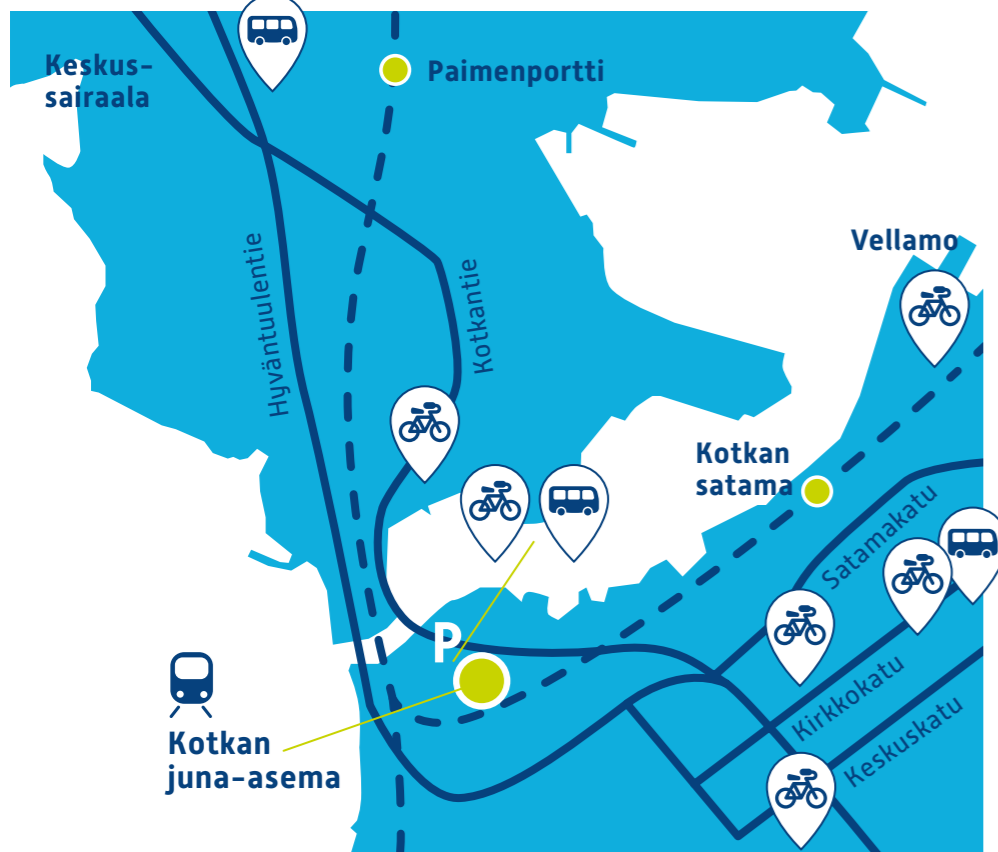 Keskus-
sairaala
Paimenportti
Vellamo
Hyväntuulentie
Kotkantie
Kotkan
satama
Satamakatu
P
Kirkkokatu
Keskuskatu
Kotkan
juna-asema